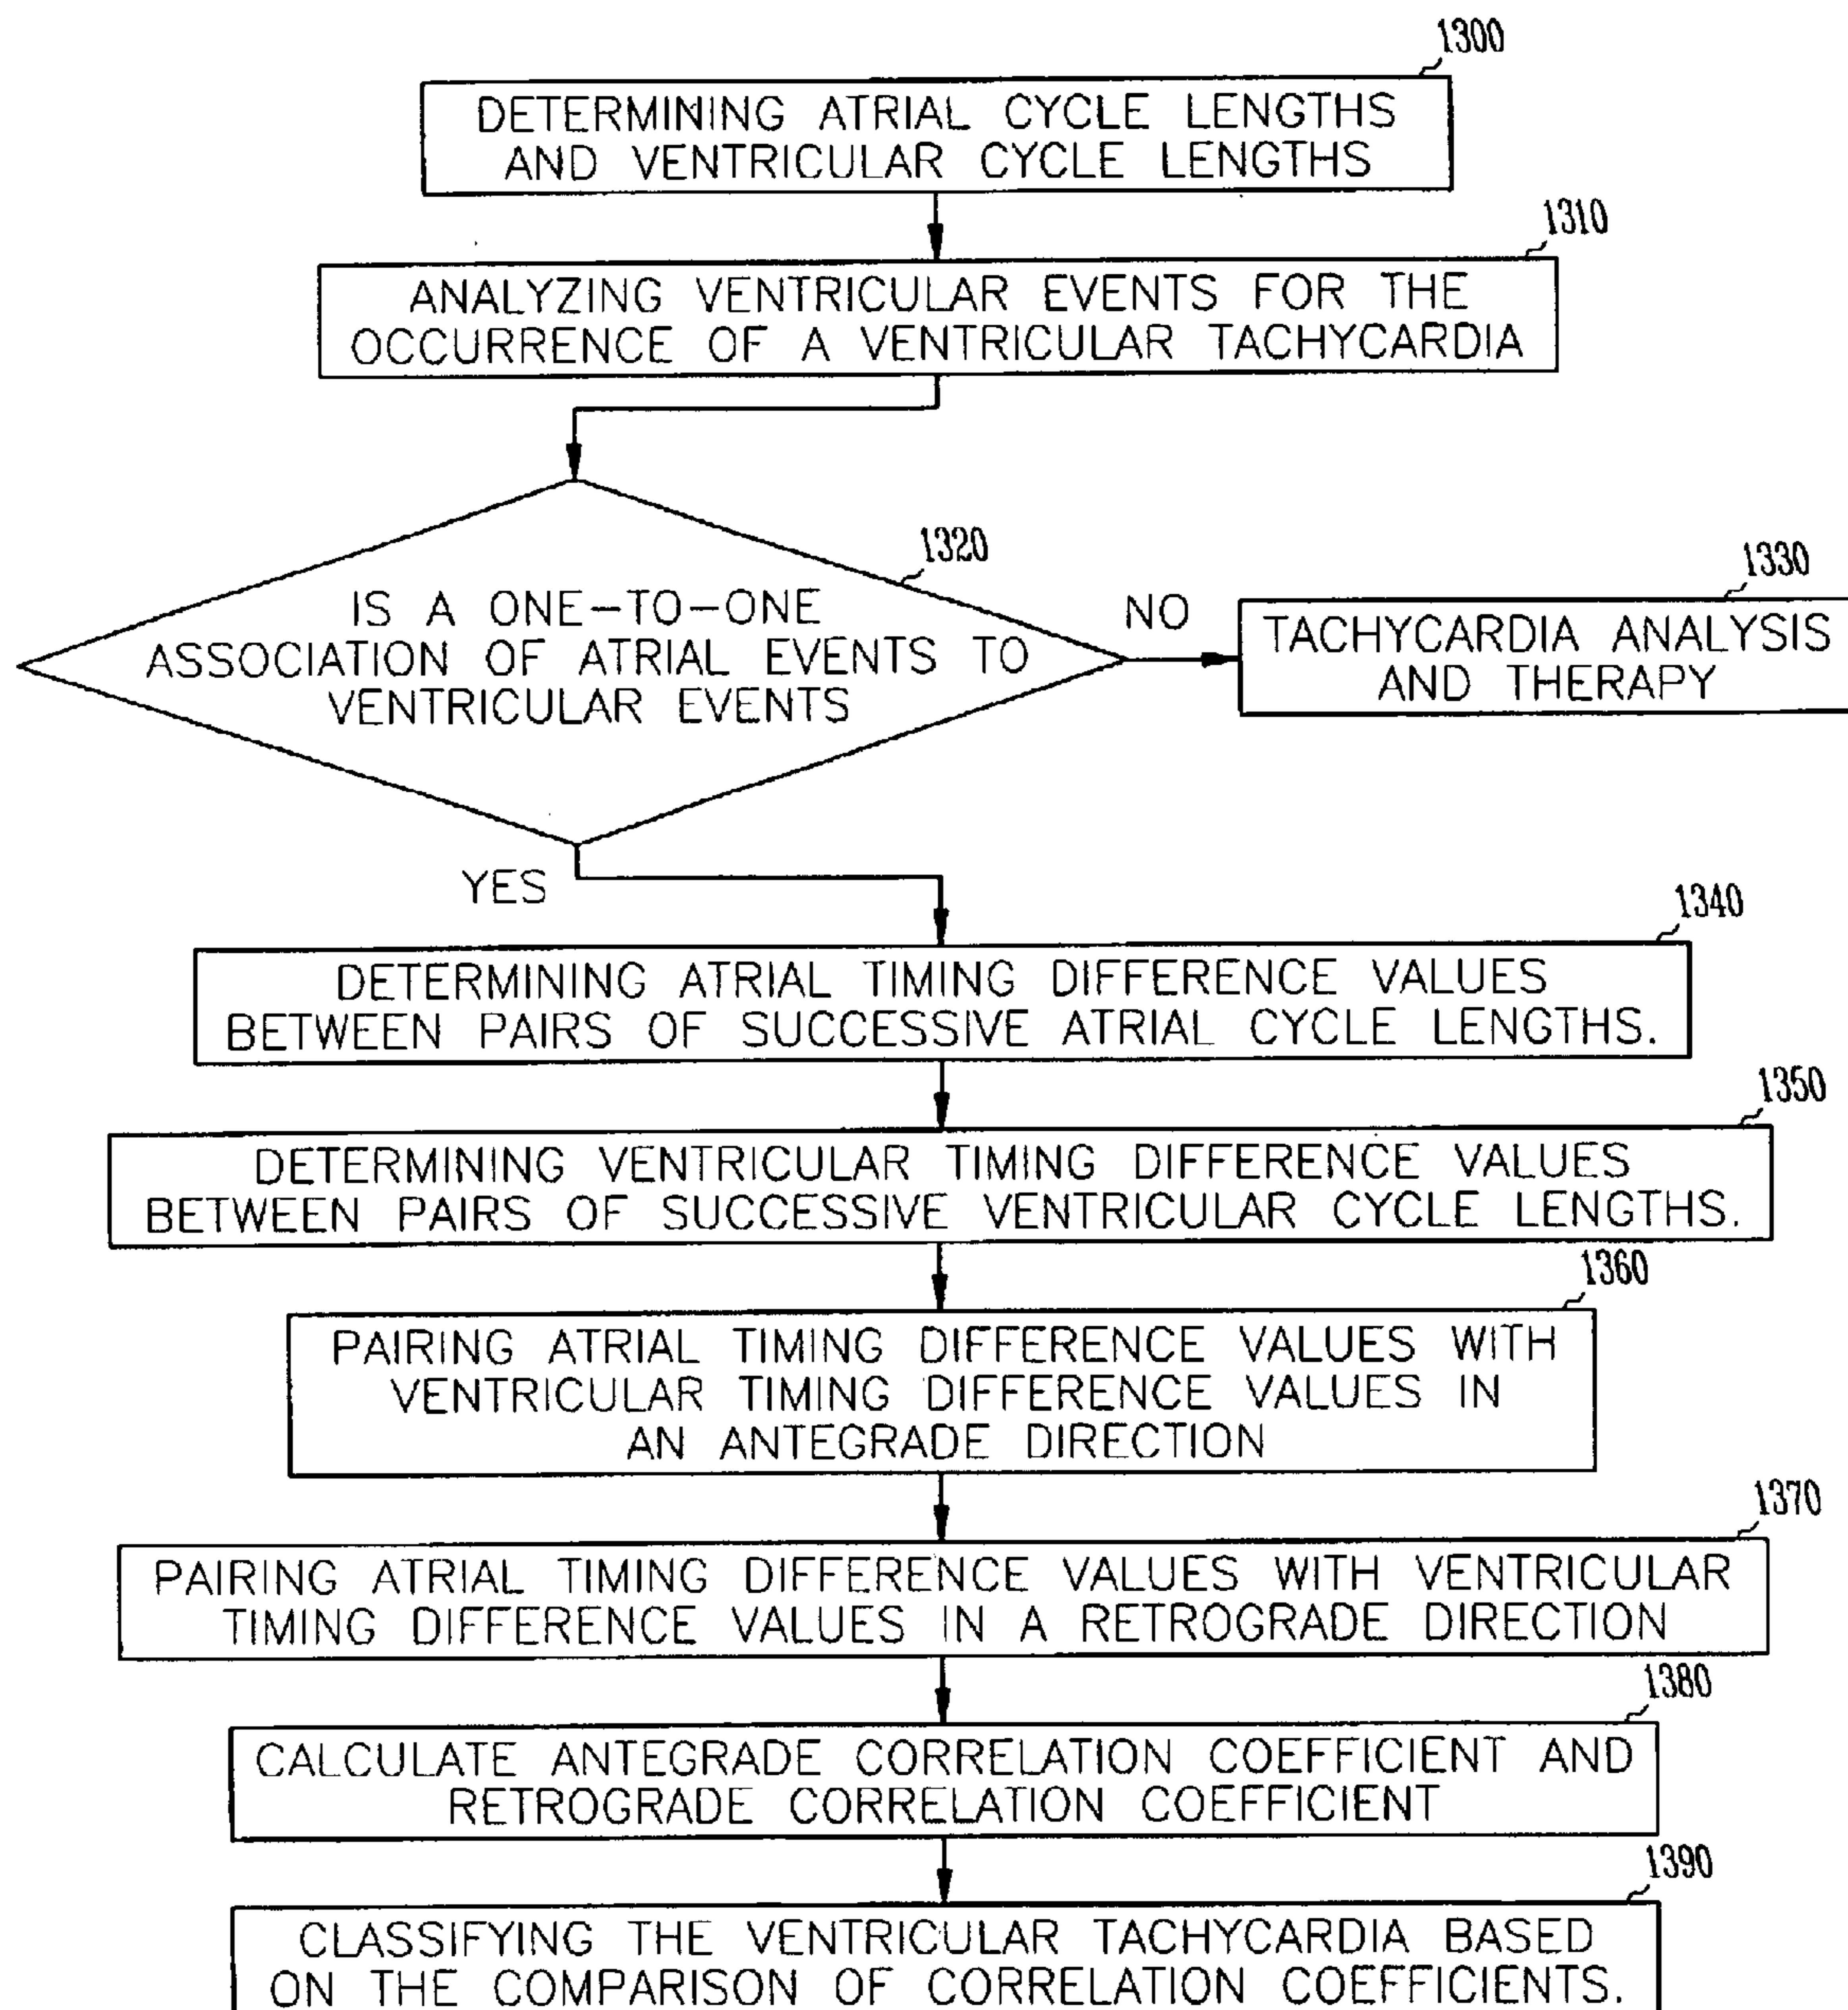 1300
DETERMINING ATRIAL CYCLE LENGTHS
AND VENTRICULAR CYCLE LENGTHS
1310
ANALYZING VENTRICULAR EVENTS FOR THE
OCCURRENCE OF A VENTRICULAR TACHYCARDIA
1320
IS A ONE-TO-ONE
ASSOCIATION OF ATRIAL EVENTS TO
VENTRICULAR EVENTS
NO
1330
TACHYCARDIA ANALYSIS
AND THERAPY
YES
1340
DETERMINING ATRIAL TIMING DIFFERENCE VALUES
BETWEEN PAIRS OF SUCCESSIVE ATRIAL CYCLE LENGTHS.
1350
DETERMINING VENTRICULAR TIMING DIFFERENCE VALUES
BETWEEN PAIRS OF SUCCESSIVE VENTRICULAR CYCLE LENGTHS.
1360
PAIRING ATRIAL TIMING DIFFERENCE VALUES WITH
VENTRICULAR TIMING DIFFERENCE VALUES IN
AN ANTEGRADE DIRECTION
1370
PAIRING ATRIAL TIMING DIFFERENCE VALUES WITH VENTRICULAR
TIMING DIFFERENCE VALUES IN A RETROGRADE DIRECTION
1380
CALCULATE ANTEGRADE CORRELATION COEFFICIENT AND
RETROGRADE CORRELATION COEFFICIENT
1390
CLASSIFYING THE VENTRICULAR TACHYCARDIA BASED
ON THE COMPARISON OF CORRELATION COEFFICIENTS.